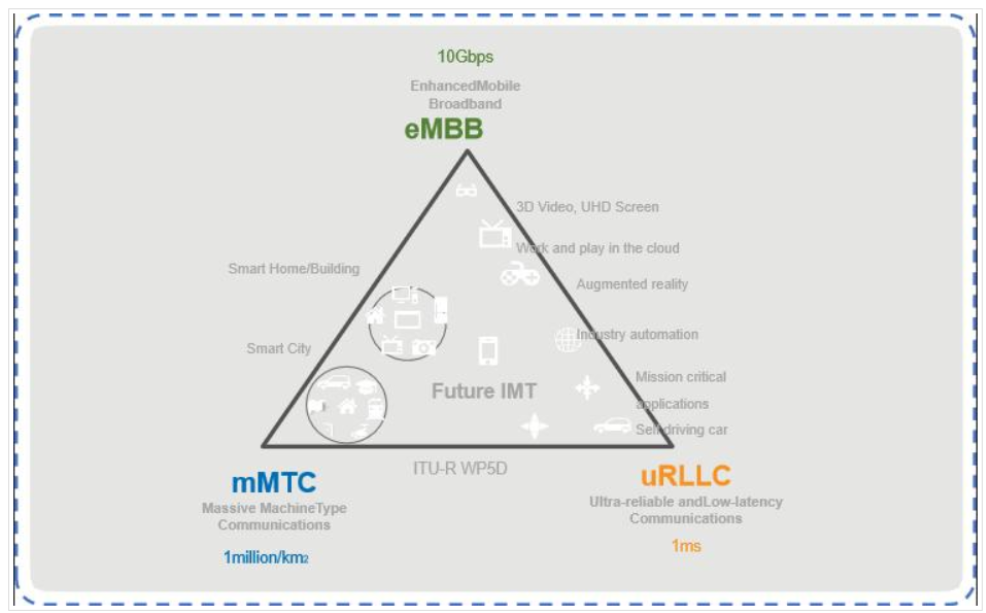 10Gbps
EnhancedMobile
Broadband
eMBB
3D Video, UHD Screen
Work and play in the cloud
Smart Home/Building
Augmented reality
Industry automation
Smart City
Mission critical
Future IMT
applications
Self driving car
ITU-R WP5D
mMTC
uRLLC
Massive MachineType
Communications
Ultra-reliable andLow-latency
Communications
1million/km2
1ms